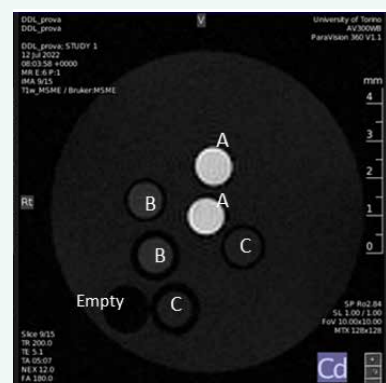 DDL_prova
DDL_prova
DDL_prova; STUDY 1
12 Jul 2022
08:03:58 +0000
MR E:6 P:1
IMA 9/15
T1w_MSME / Bruker:MSME
V
University of Torino
AV300WB
ParaVision 360 V1.1
mm
4
3
2
1
0
Rt
A
A
B
B
C
C
Empty
Slice 9/15
TR 200.0
TE 5.1
TA 05:07
NEX 12.0
FA 180.0
SP Ro2.84
SL 1.00 / 1.00
FoV 10.00x10.00
MTX 128x128
Cd